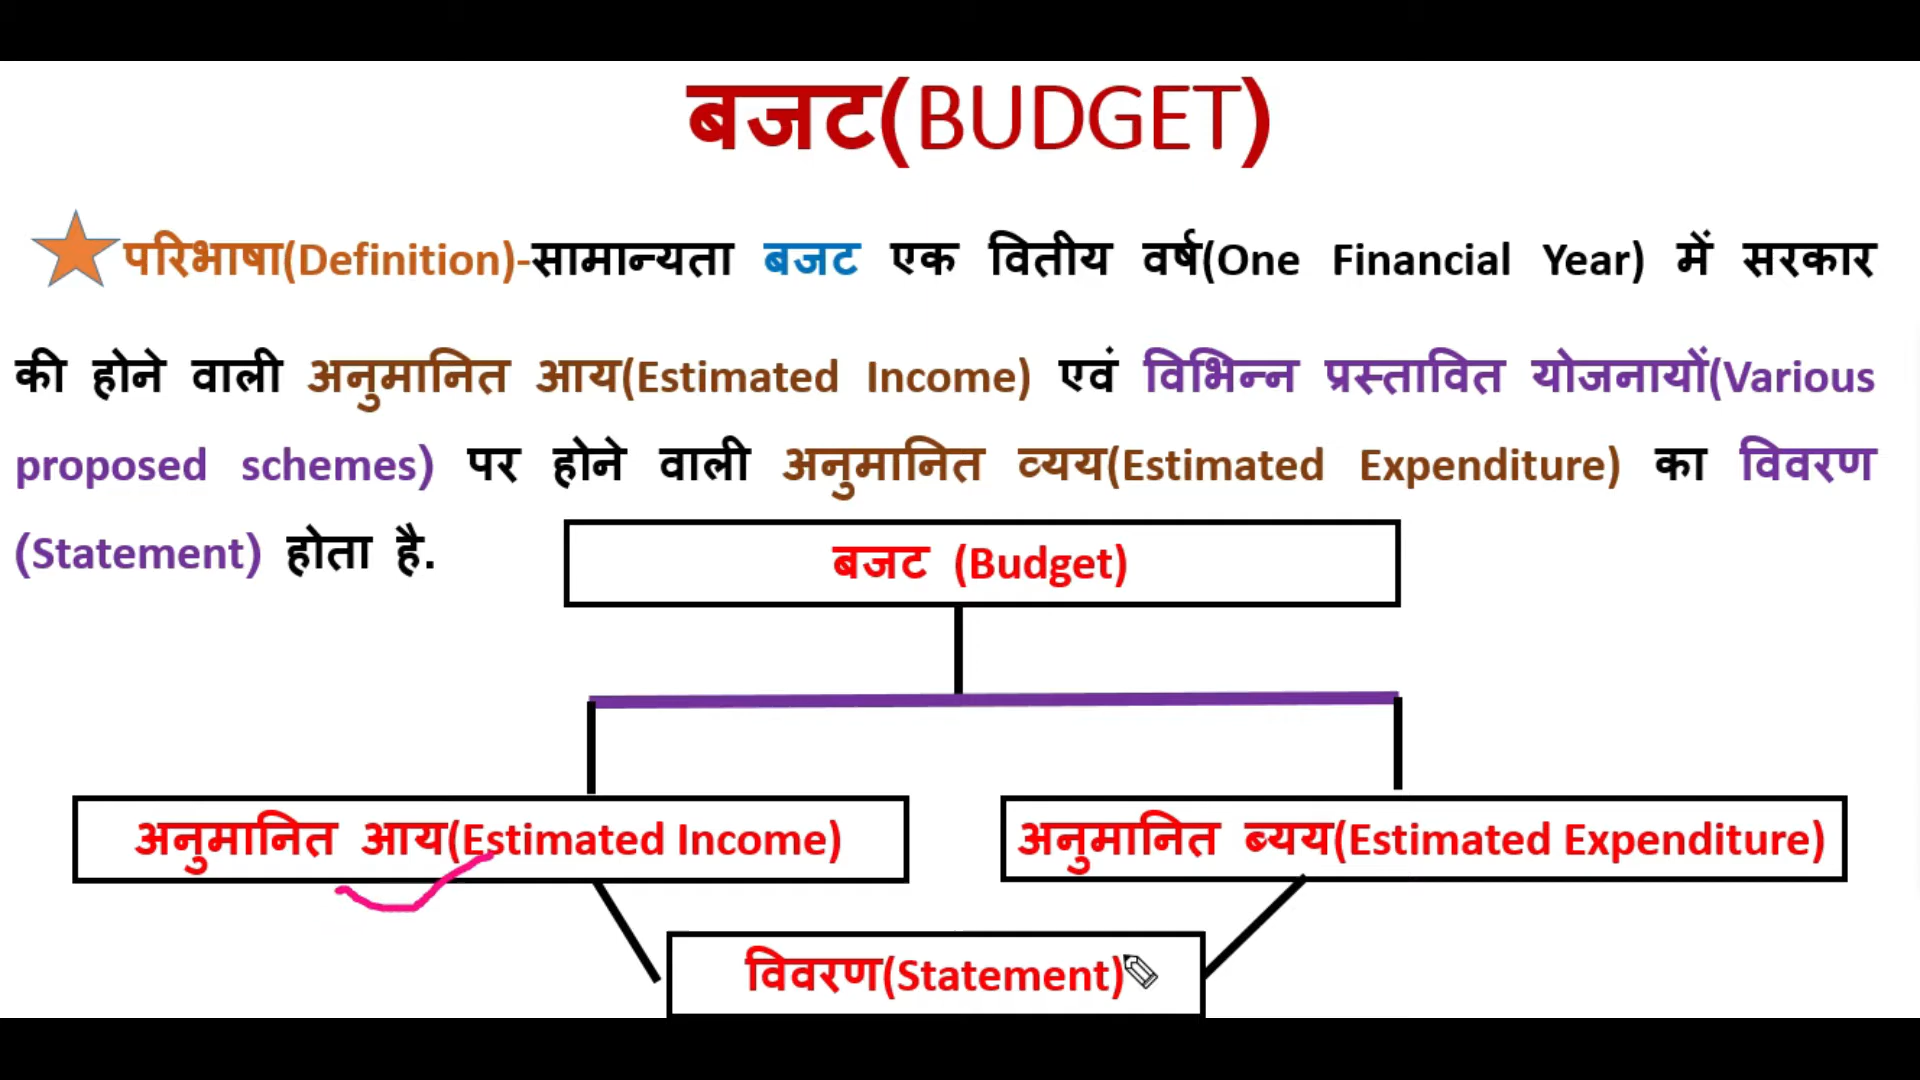 बजट(BUDGET)
परिभाषा(Definition)-सामान्यता बजट एक वितीय वर्ष(One Financial Year) में सरकार
की होने वाली अनुमानित आय(Estimated Income) एवं विभिन्न प्रस्तावित योजनायों(Various
proposed schemes) पर होने वाली अनुमानित व्यय(Estimated Expenditure) का विवरण
(Statement) होता है.
बजट (Budget)
अनुमानित आय(Estimated Income)
अनुमानित ब्यय(Estimated Expenditure)
विवरण(Statement)